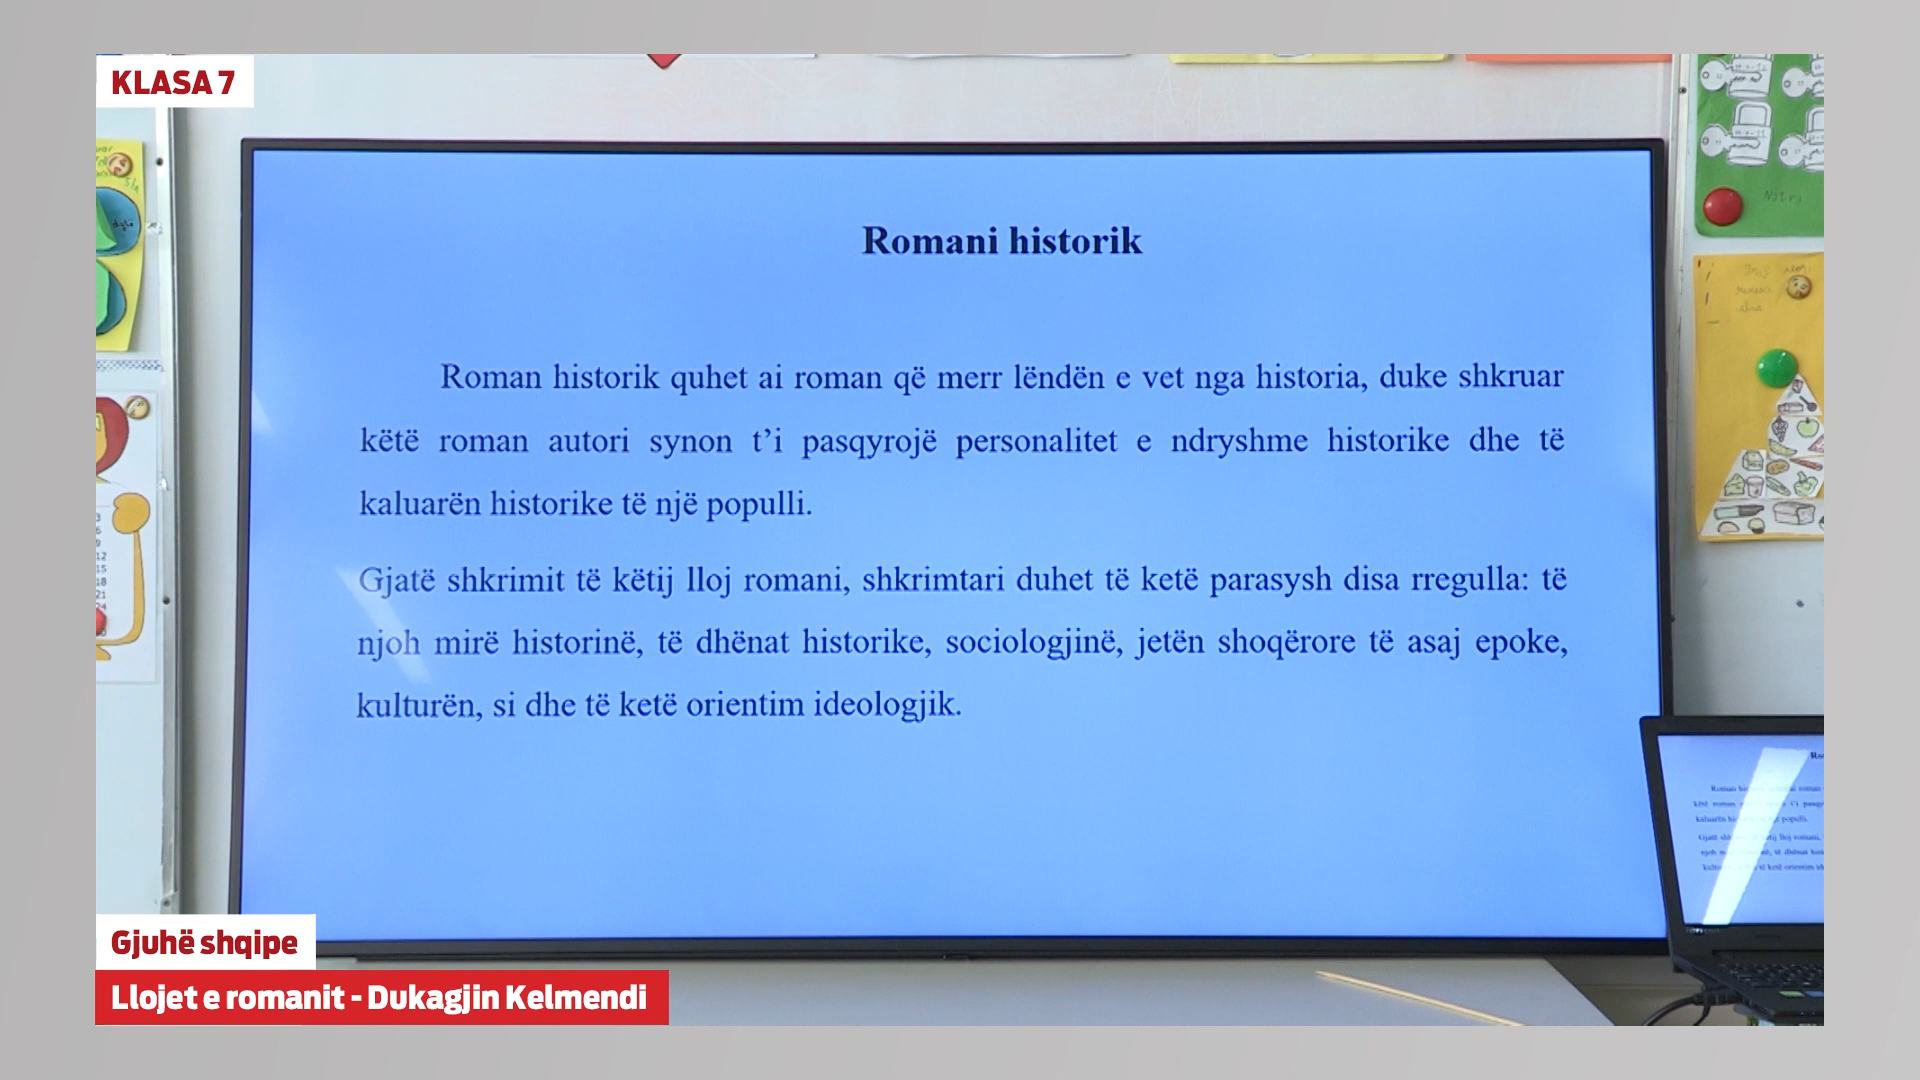 KLASA 7
Romani historik
Roman historik quhet ai roman që merr lëndën e vet nga historia, duke shkruar
këtë roman autori synon t’i pasqyrojë personalitet e ndryshme historike dhe të
kaluarën historike të një populli.
Gjatë shkrimit të këtij lloj romani, shkrimtari duhet të ketë parasysh disa rregulla: të
njoh mirë historinë, të dhënat historike, sociologjinë, jetën shoqërore të asaj epoke,
kulturën, si dhe të ketë orientim ideologjik.
Gjuhë shqipe
Llojet e romanit - Dukagjin Kelmendi